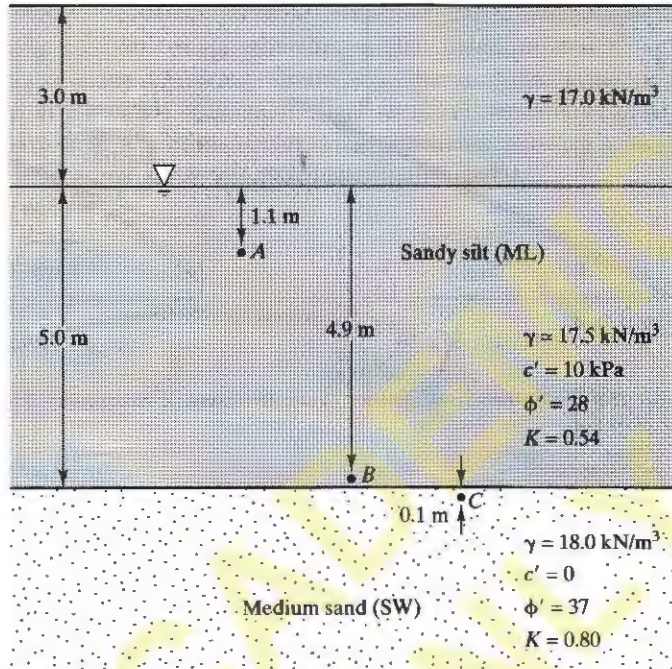 3.0 m
γ = 17.0 kN/m³
1.1 m
A
Sandy silt (ML)
5.0 m
4.9 m
γ = 17.5 kN/m³
c' = 10 kPa
ϕ' = 28
K = 0.54
B
C
0.1 m
γ = 18.0 kN/m³
c' = 0
Medium sand (SW)
ϕ' = 37
K = 0.80